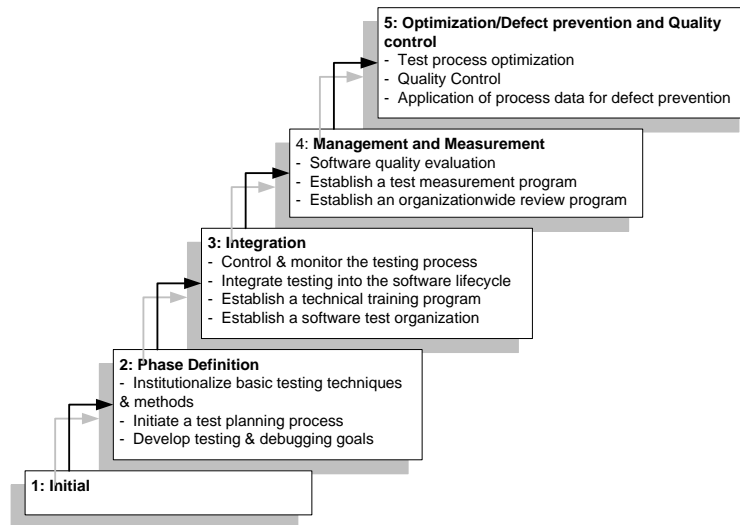 5: Optimization/Defect prevention and Quality
control
- Test process optimization
- Quality Control
- Application of process data for defect prevention
4: Management and Measurement
- Software quality evaluation
- Establish a test measurement program
- Establish an organizationwide review program
3: Integration
- Control & monitor the testing process
- Integrate testing into the software lifecycle
- Establish a technical training program
- Establish a software test organization
2: Phase Definition
- Institutionalize basic testing techniques
& methods
- Initiate a test planning process
- Develop testing & debugging goals
1: Initial